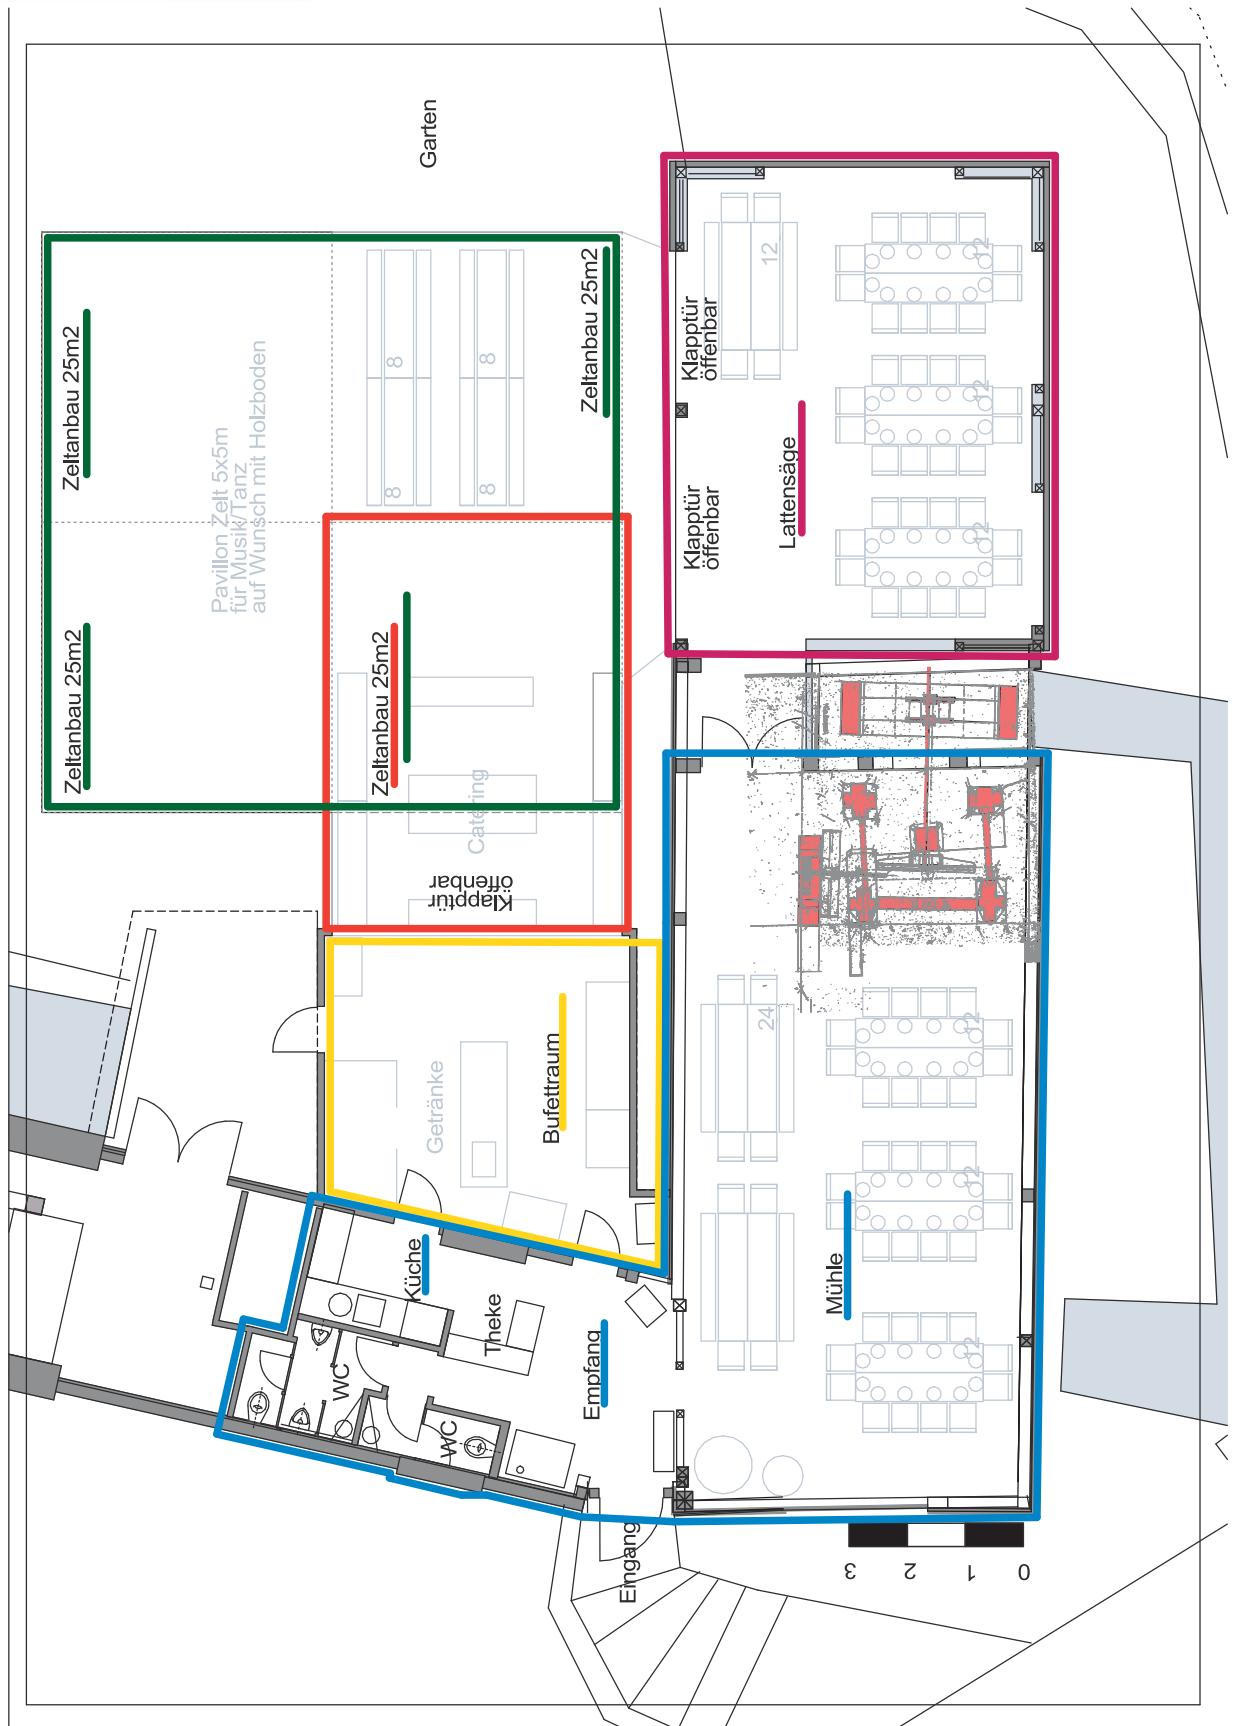 Garten
Zeltanbau 25m2
Zeltanbau 25m2
Zeltanbau 25m2
Zeltanbau 25m2
Pavillon Zelt 5x5m
für Musik/Tanz
auf Wunsch mit Holzboden
8
8
8
8
Klapptür
öffenbar
Klapptür
öffenbar
12
12
12
12
Lattensäge
Catering
Klapptür
öffenbar
Getränke
Bufettraum
24
12
12
12
Mühle
Küche
Theke
Empfang
WC
WC
Eingang
3
2
1
0